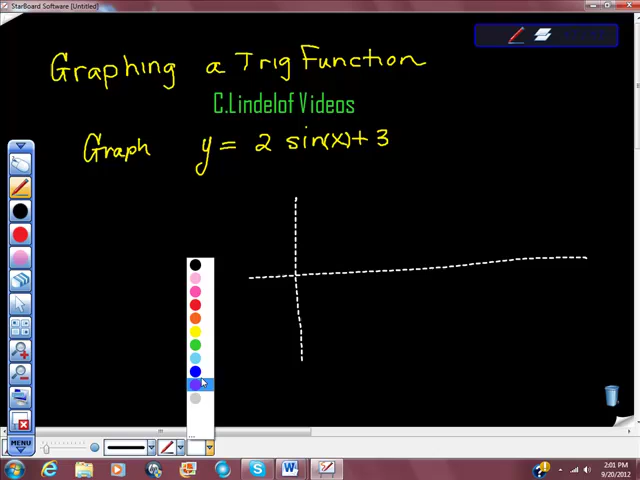 StarBoard Software [Untitled]
Graphing a Trig Function
C.Lindelof Videos
Graph y = 2 sin(x) + 3
MENU
...
2:01 PM
9/20/2012